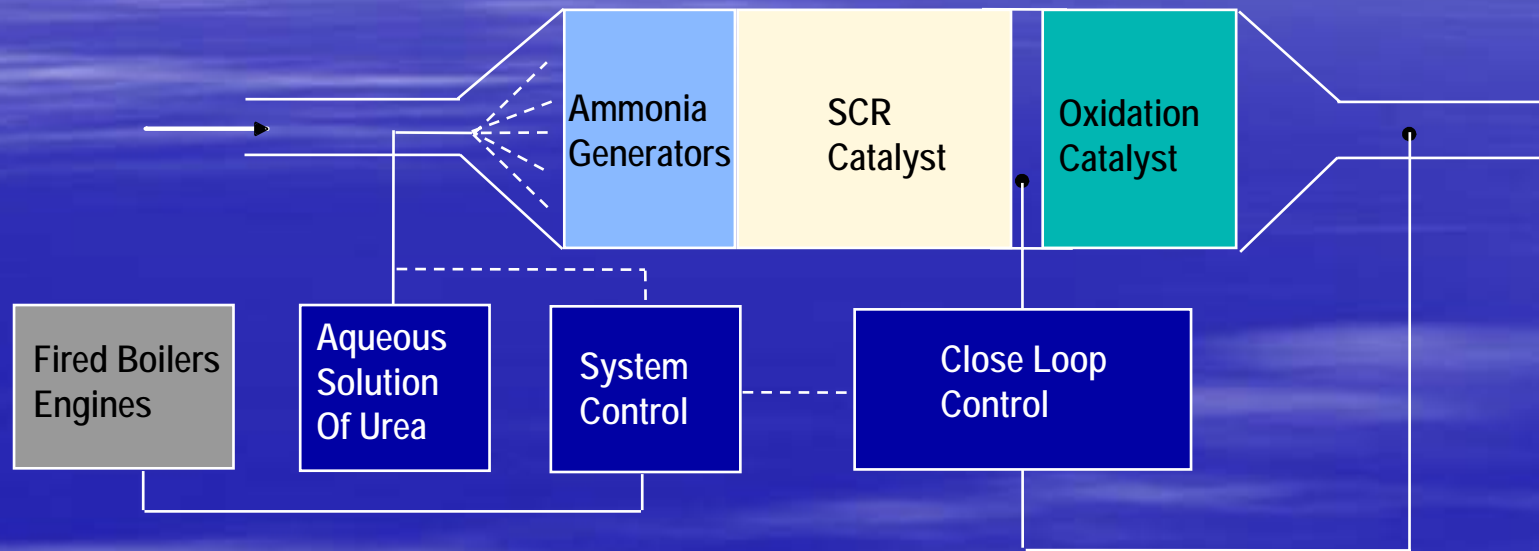 Ammonia
Generators
SCR
Catalyst
Oxidation
Catalyst
Fired Boilers
Engines
Aqueous
Solution
Of Urea
System
Control
Close Loop
Control